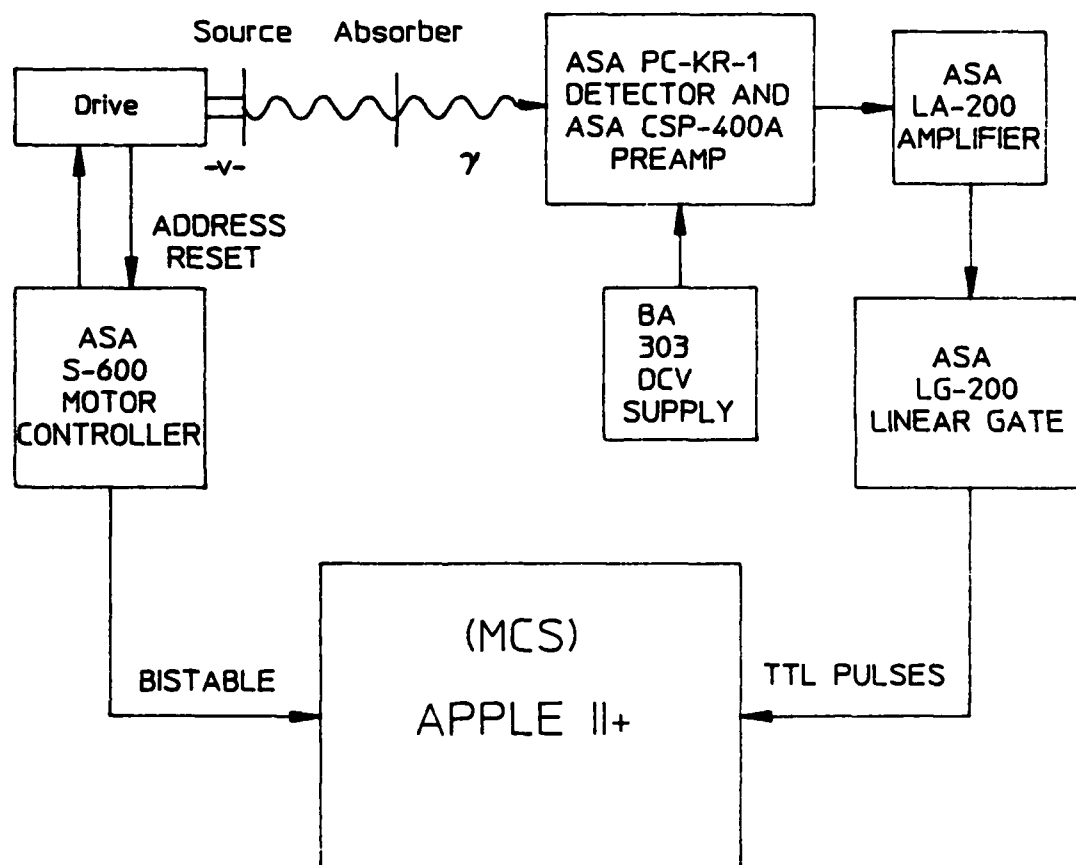 Source Absorber
Drive
-v-
γ
ASA PC-KR-1
DETECTOR AND
ASA CSP-400A
PREAMP
ASA
LA-200
AMPLIFIER
ADDRESS
RESET
ASA
S-600
MOTOR
CONTROLLER
BA
303
DCV
SUPPLY
ASA
LG-200
LINEAR GATE
BISTABLE
(MCS)
APPLE II+
TTL PULSES